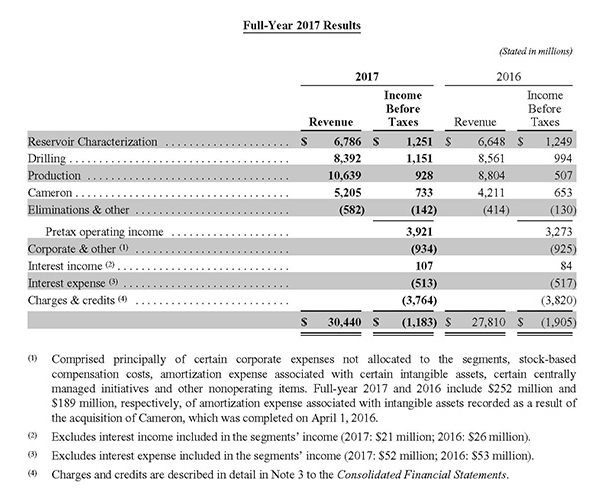 Full-Year 2017 Results
(Stated in millions)
2017 2016
Income Income
Before Before
Revenue Taxes Revenue Taxes
Reservoir Characterization . . . . . . . . . . . . . . . . . . . . . . $ 6,786 $ 1,251 $ 6,648 $ 1,249
Drilling . . . . . . . . . . . . . . . . . . . . . . . . . . . . . . . . . . . . . . 8,392 1,151 8,561 994
Production . . . . . . . . . . . . . . . . . . . . . . . . . . . . . . . . . . . 10,639 928 8,804 507
Cameron . . . . . . . . . . . . . . . . . . . . . . . . . . . . . . . . . . . . . 5,205 733 4,211 653
Eliminations & other . . . . . . . . . . . . . . . . . . . . . . . . . . . (582) (142) (414) (130)
Pretax operating income . . . . . . . . . . . . . . . . . . . . 3,921 3,273
Corporate & other (1) . . . . . . . . . . . . . . . . . . . . . . . . . . (934) (925)
Interest income (2) . . . . . . . . . . . . . . . . . . . . . . . . . . . . . 107 84
Interest expense (3) . . . . . . . . . . . . . . . . . . . . . . . . . . . . (513) (517)
Charges & credits (4) . . . . . . . . . . . . . . . . . . . . . . . . . . (3,764) (3,820)
$ 30,440 $ (1,183) $ 27,810 $ (1,905)
(1) Comprised principally of certain corporate expenses not allocated to the segments, stock-based
compensation costs, amortization expense associated with certain intangible assets, certain centrally
managed initiatives and other nonoperating items. Full-year 2017 and 2016 include $252 million and
$189 million, respectively, of amortization expense associated with intangible assets recorded as a result of
the acquisition of Cameron, which was completed on April 1, 2016.
(2) Excludes interest income included in the segments' income (2017: $21 million; 2016: $26 million).
(3) Excludes interest expense included in the segments' income (2017: $52 million; 2016: $53 million).
(4) Charges and credits are described in detail in Note 3 to the Consolidated Financial Statements.